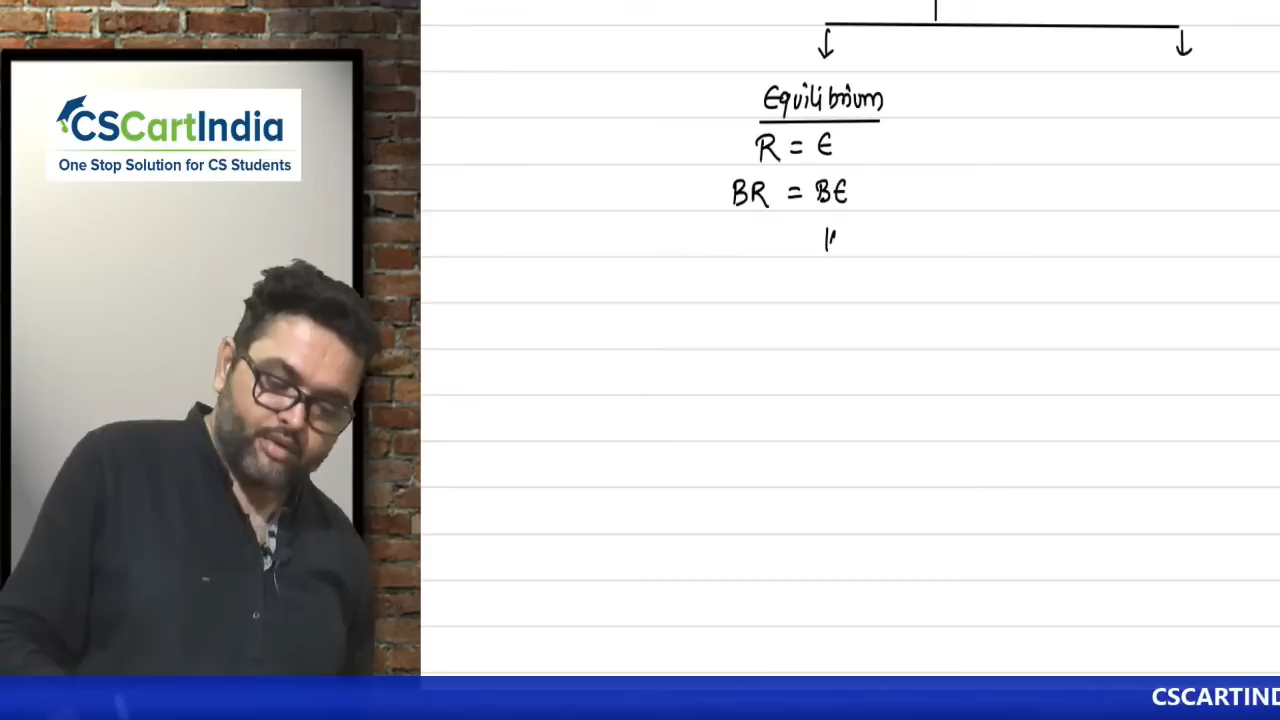 CSCartIndia
One Stop Solution for CS Students
Equilibrium
R = E
BR = BE
CSCARTIND